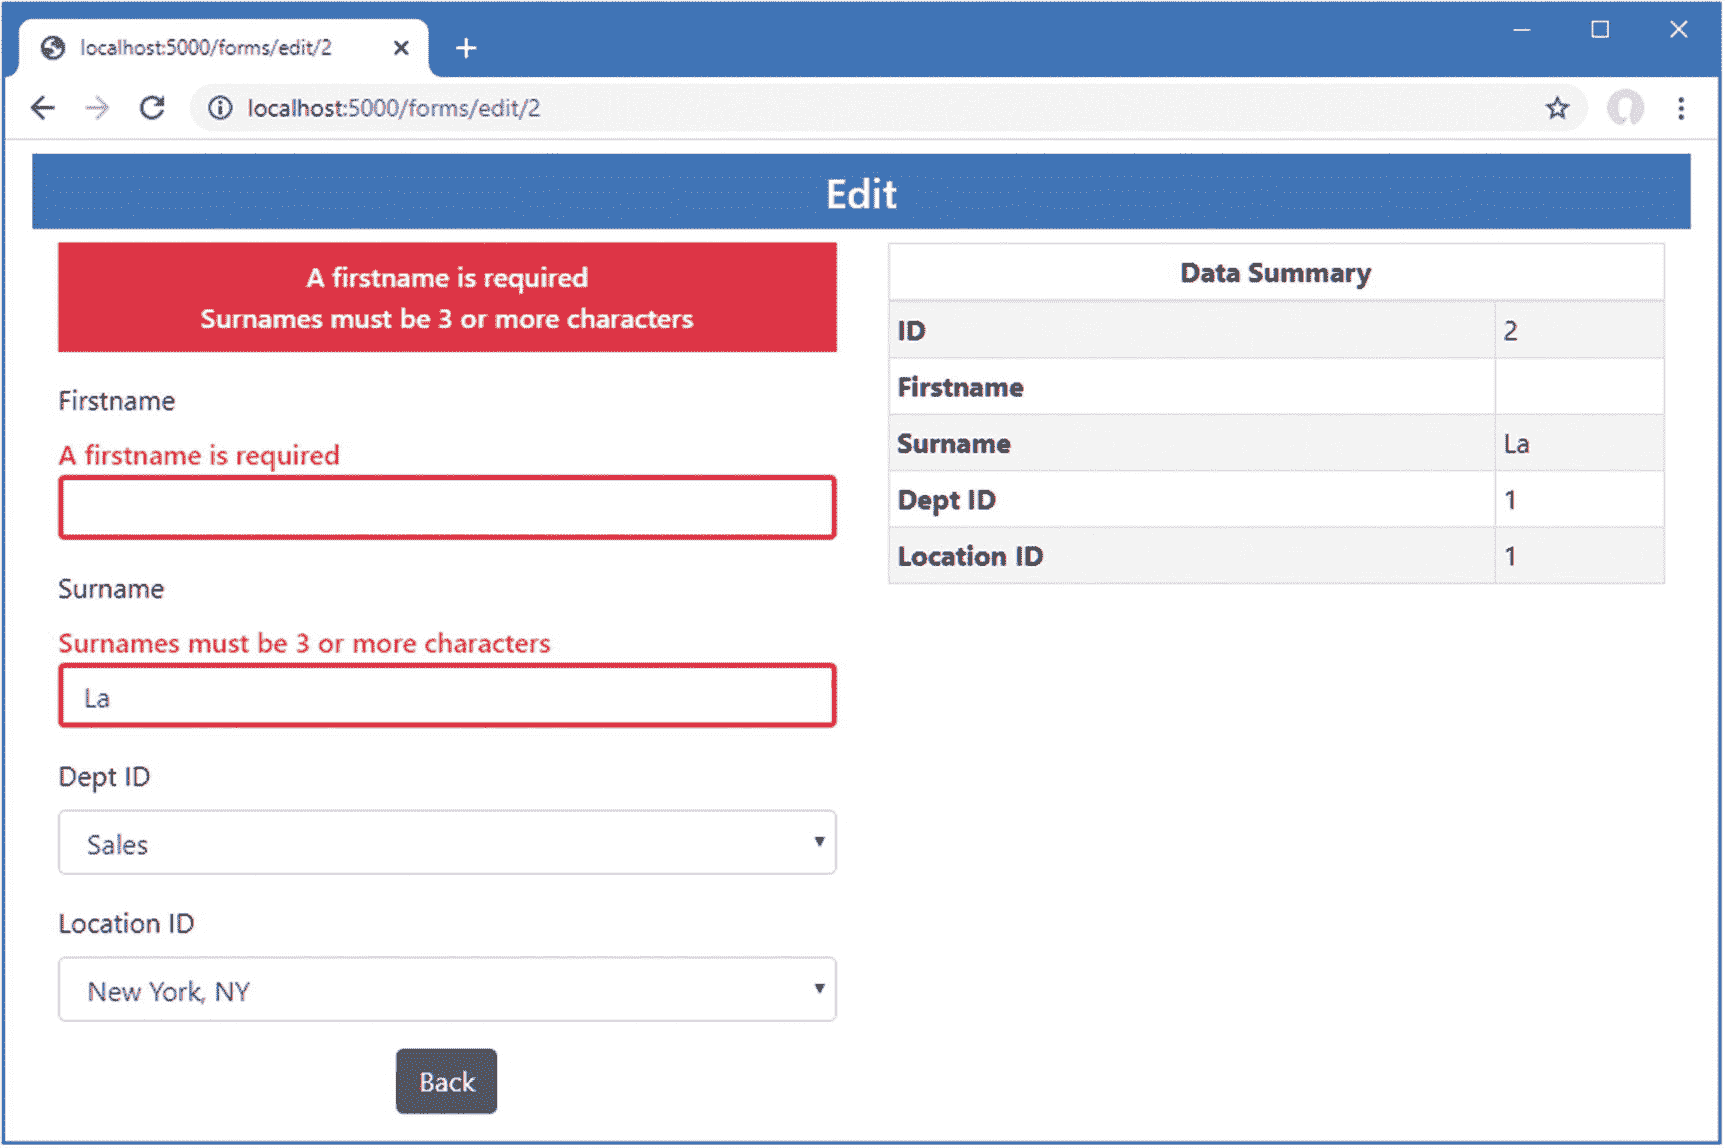 localhost:5000/forms/edit/2
localhost:5000/forms/edit/2
Edit
A firstname is required
Surnames must be 3 or more characters
Firstname
A firstname is required
Surname
Surnames must be 3 or more characters
La
Dept ID
Sales
Location ID
New York, NY
Back
Data Summary
ID 2
Firstname
Surname La
Dept ID 1
Location ID 1